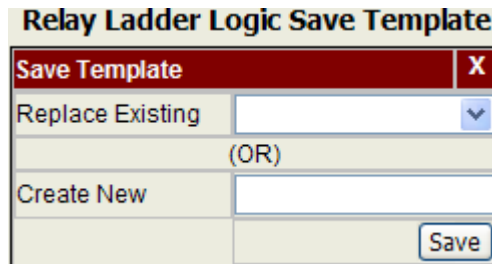 Relay Ladder Logic Save Template
Save Template X
Replace Existing
(OR)
Create New
Save